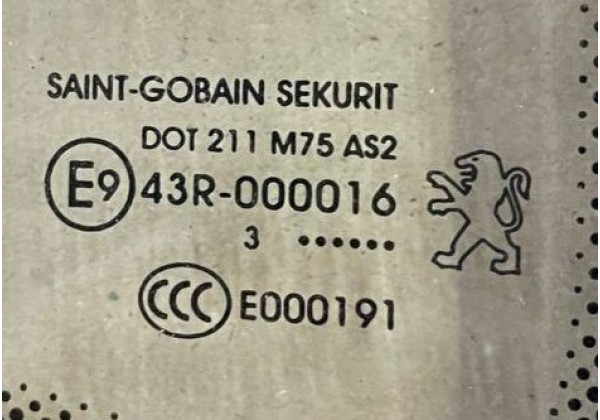 SAINT-GOBAIN SEKURIT
DOT 211 M75 AS2
E9 43R-000016
3 ••••••
CCC E000191